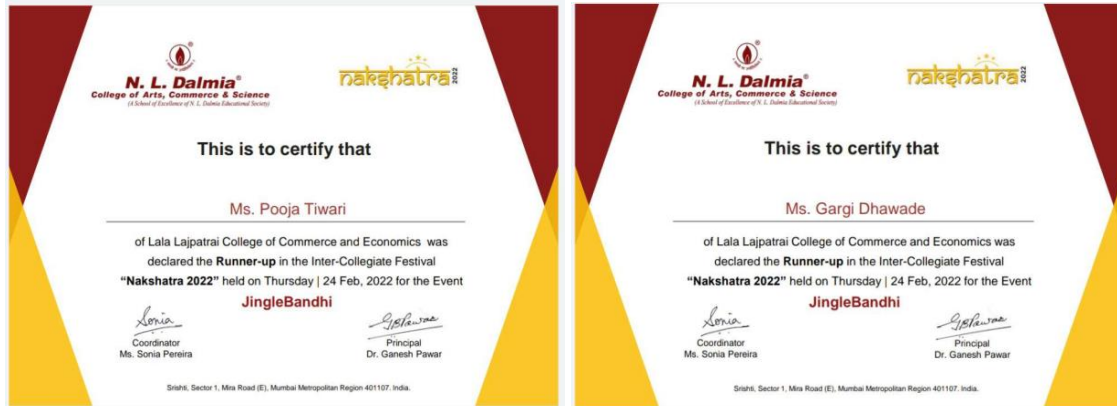 N. L. Dalmia®
College of Arts, Commerce & Science
(A School of Excellence of N. L. Dalmia Educational Society)
nakshatra 2022
This is to certify that
Ms. Pooja Tiwari
of Lala Lajpatrai College of Commerce and Economics was
declared the Runner-up in the Inter-Collegiate Festival
“Nakshatra 2022” held on Thursday | 24 Feb, 2022 for the Event
JingleBandhi
Sonia
GBPawar
Coordinator
Principal
Ms. Sonia Pereira
Dr. Ganesh Pawar
Srishti, Sector 1, Mira Road (E), Mumbai Metropolitan Region 401107. India.
N. L. Dalmia®
College of Arts, Commerce & Science
(A School of Excellence of N. L. Dalmia Educational Society)
nakshatra 2022
This is to certify that
Ms. Gargi Dhawade
of Lala Lajpatrai College of Commerce and Economics was
declared the Runner-up in the Inter-Collegiate Festival
“Nakshatra 2022” held on Thursday | 24 Feb, 2022 for the Event
JingleBandhi
Sonia
GBPawar
Coordinator
Principal
Ms. Sonia Pereira
Dr. Ganesh Pawar
Srishti, Sector 1, Mira Road (E), Mumbai Metropolitan Region 401107. India.